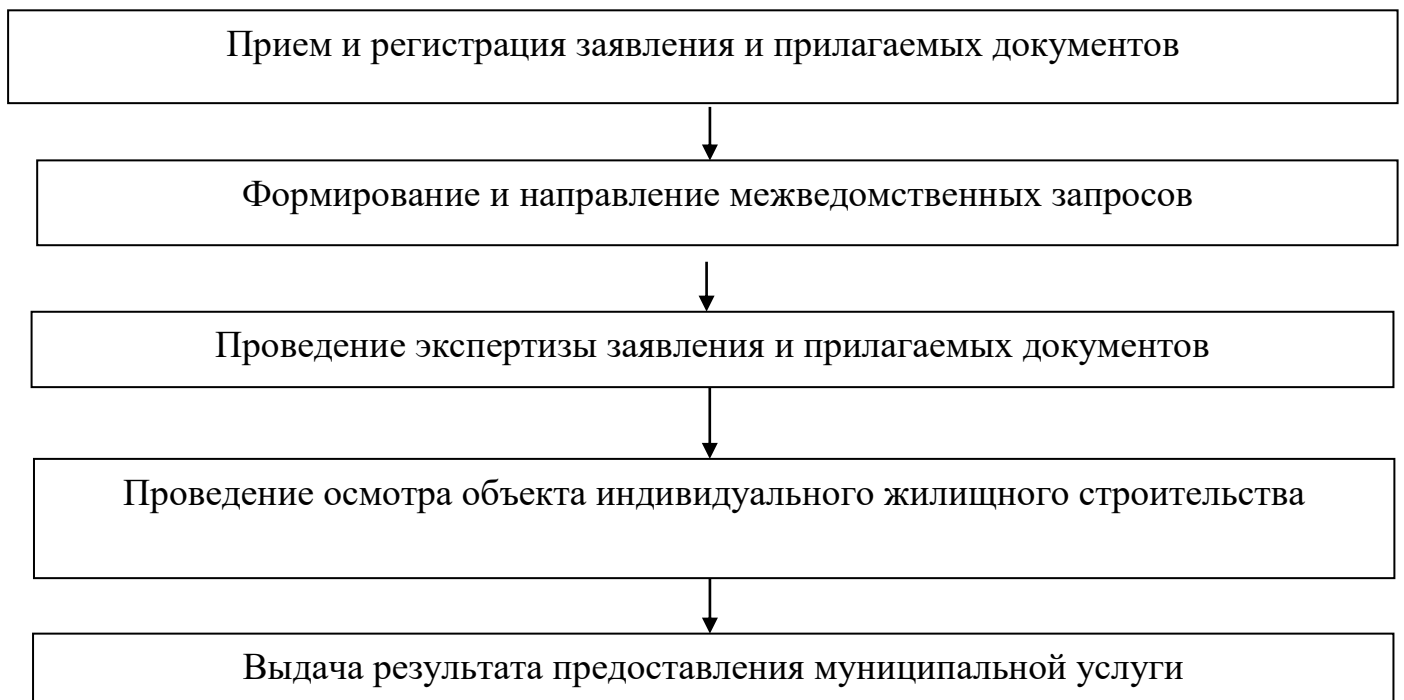 Прием и регистрация заявления и прилагаемых документов
Формирование и направление межведомственных запросов
Проведение экспертизы заявления и прилагаемых документов
Проведение осмотра объекта индивидуального жилищного строительства
Выдача результата предоставления муниципальной услуги